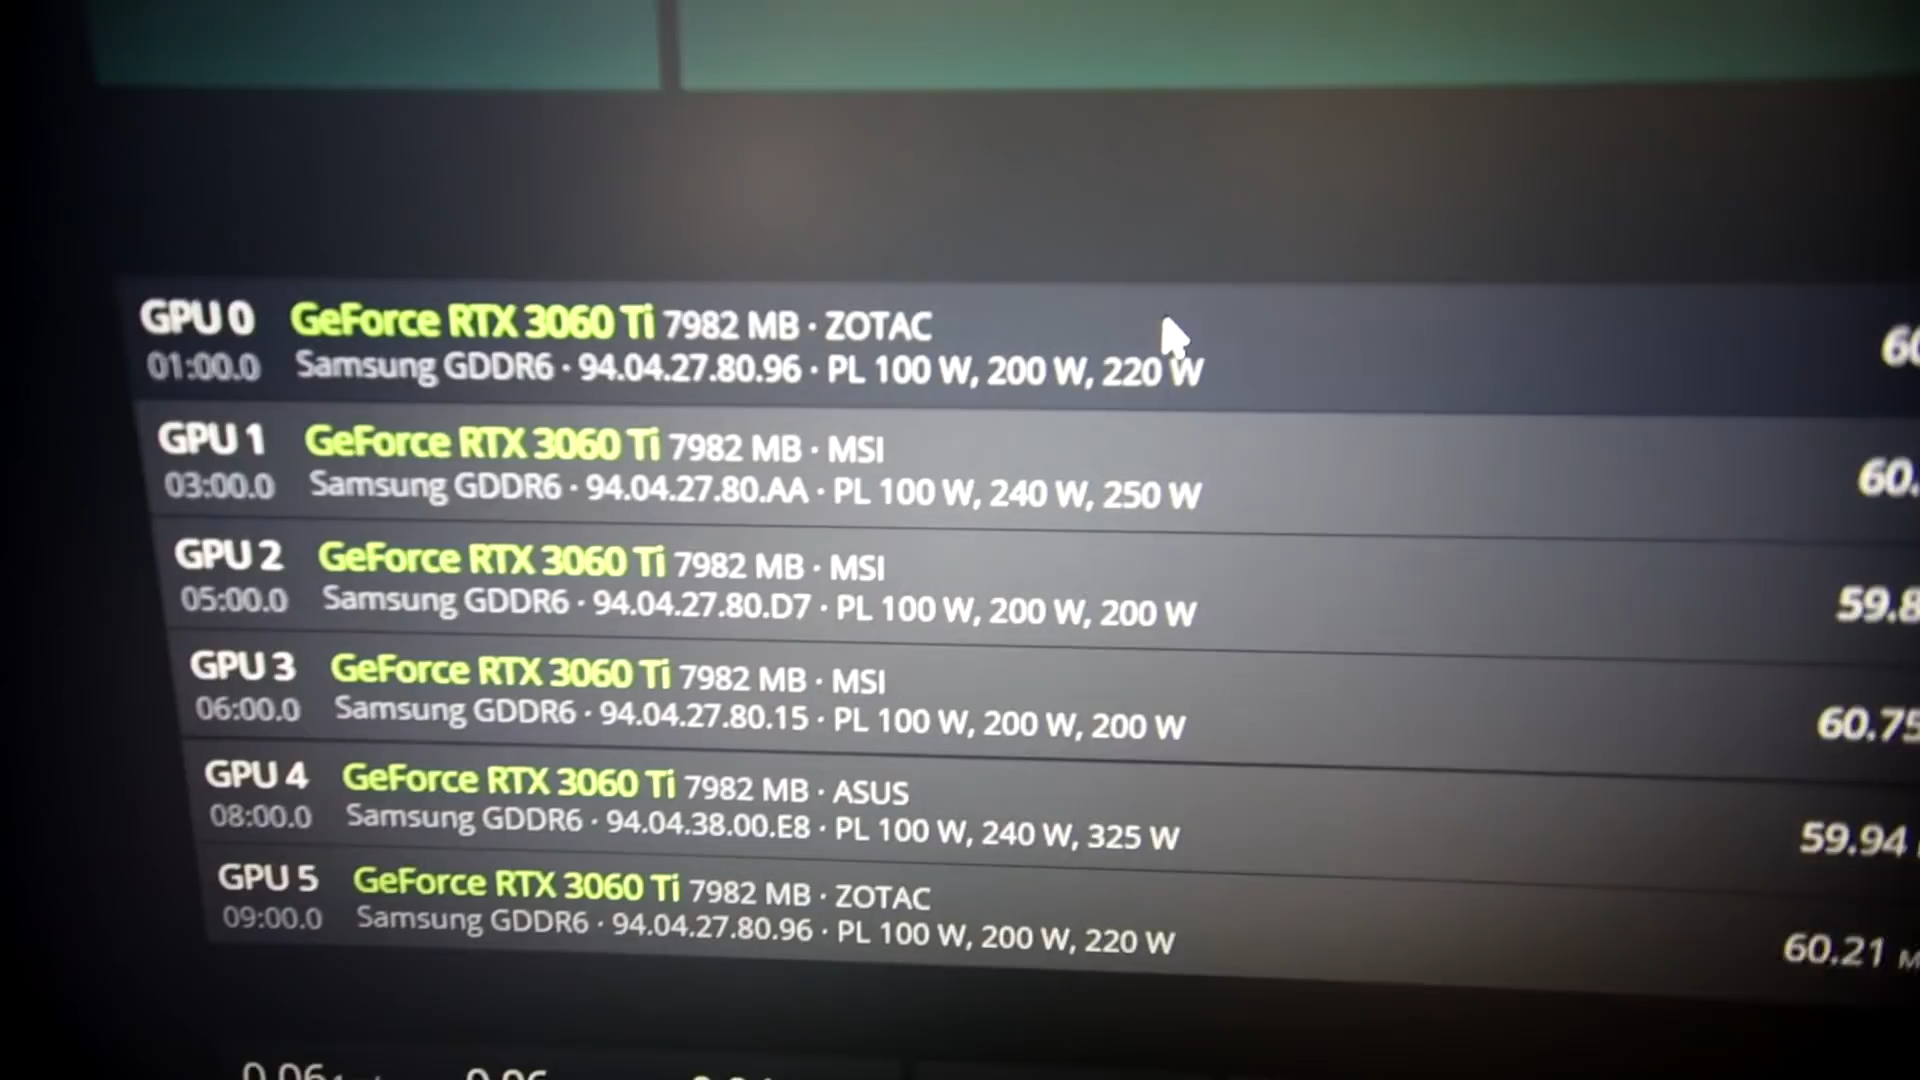 GPU 0 GeForce RTX 3060 Ti 7982 MB · ZOTAC
01:00.0 Samsung GDDR6 · 94.04.27.80.96 · PL 100 W, 200 W, 220 W
GPU 1 GeForce RTX 3060 Ti 7982 MB · MSI 60.
03:00.0 Samsung GDDR6 · 94.04.27.80.AA · PL 100 W, 240 W, 250 W
GPU 2 GeForce RTX 3060 Ti 7982 MB · MSI 59.8
05:00.0 Samsung GDDR6 · 94.04.27.80.D7 · PL 100 W, 200 W, 200 W
GPU 3 GeForce RTX 3060 Ti 7982 MB · MSI 60.75
06:00.0 Samsung GDDR6 · 94.04.27.80.15 · PL 100 W, 200 W, 200 W
GPU 4 GeForce RTX 3060 Ti 7982 MB · ASUS 59.94
08:00.0 Samsung GDDR6 · 94.04.38.00.E8 · PL 100 W, 240 W, 325 W
GPU 5 GeForce RTX 3060 Ti 7982 MB · ZOTAC 60.21
09:00.0 Samsung GDDR6 · 94.04.27.80.96 · PL 100 W, 200 W, 220 W